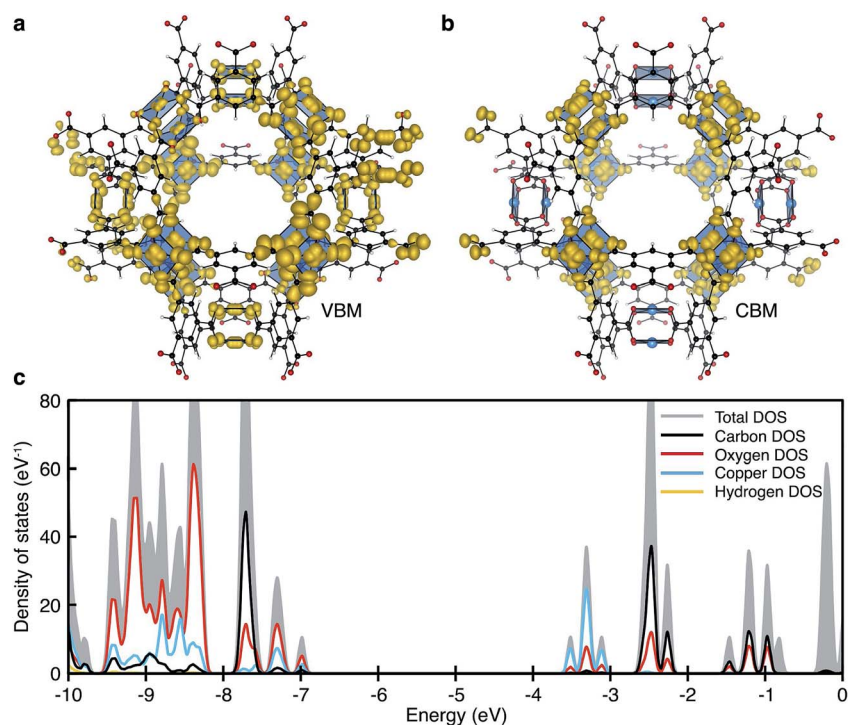 a
b
VBM
CBM
c
80
60
40
20
0
Density of states (eV⁻¹)
Total DOS
Carbon DOS
Oxygen DOS
Copper DOS
Hydrogen DOS
-10 -9 -8 -7 -6 -5 -4 -3 -2 -1 0
Energy (eV)